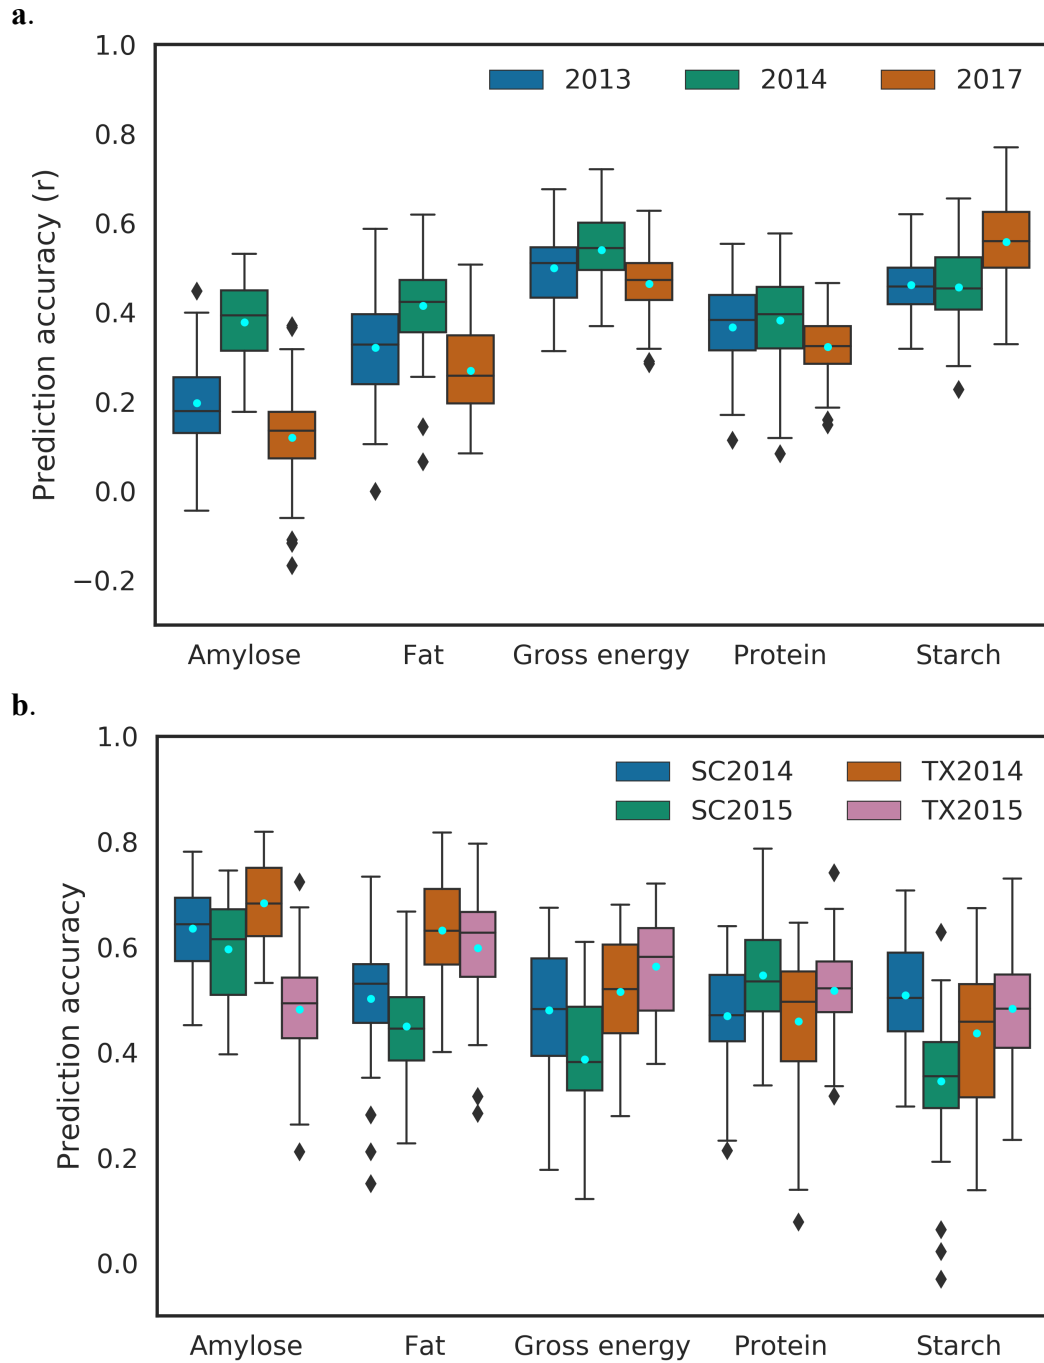 a.
1.0
2013 2014 2017
0.8
0.6
0.4
0.2
0.0
−0.2
Prediction accuracy (r)
Amylose Fat Gross energy Protein Starch
b.
1.0
SC2014 TX2014
SC2015 TX2015
0.8
0.6
0.4
0.2
0.0
Prediction accuracy
Amylose Fat Gross energy Protein Starch